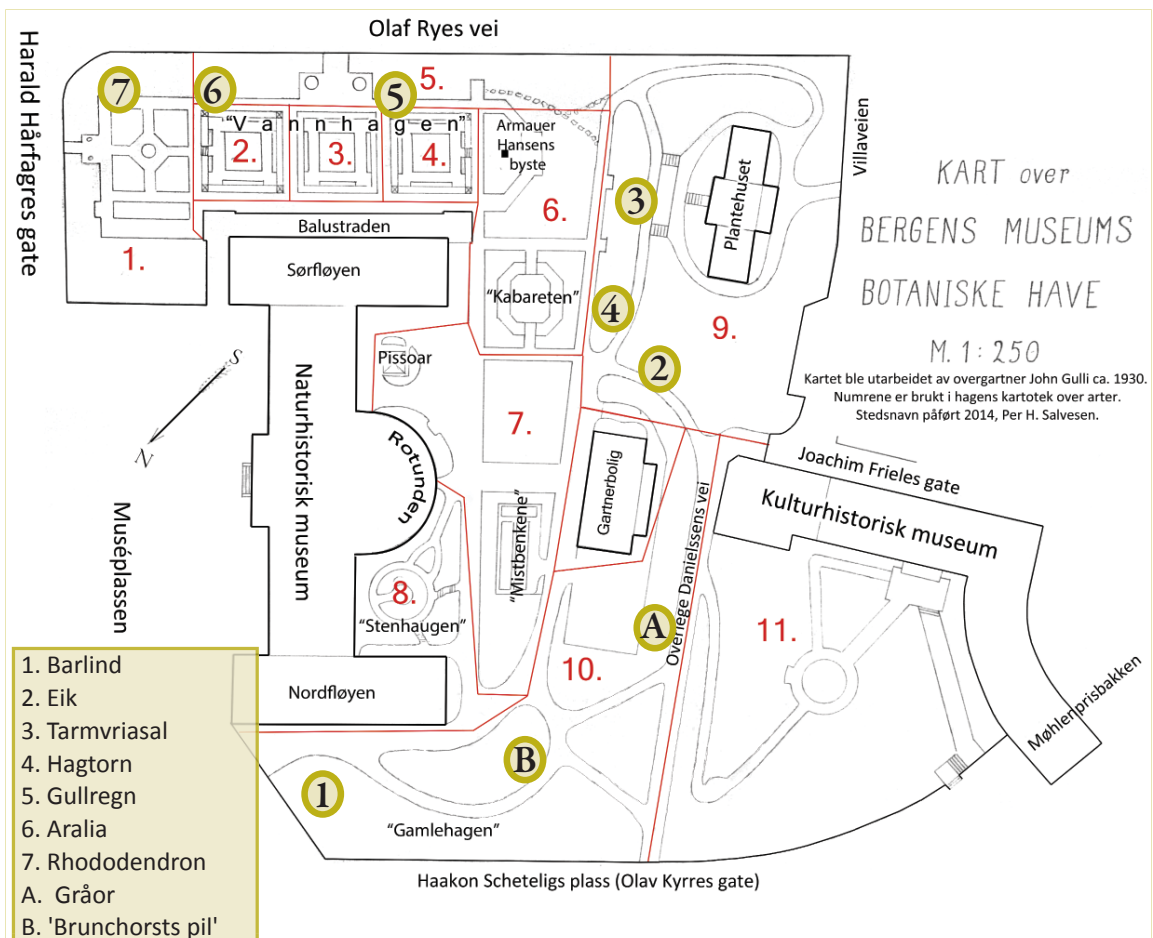 Olaf Ryes vei
Harald Hårfagres gate
7
6
5
5.
"Vannhagen"
2.
3.
4.
Armauer
Hansens
byste
6.
1.
Balustraden
Sørfløyen
"Kabareten"
3
4
Plantehuset
Villaveien
9.
2
KART over
BERGENS MUSEUMS
BOTANISKE HAVE
M. 1: 250
Kartet ble utarbeidet av overgartner John Gulli ca. 1930.
Numrene er brukt i hagens kartotek over arter.
Stedsnavn påført 2014, Per H. Salvesen.
S
N
Pissoar
Naturhistorisk museum
Rotunden
7.
Gartnerbolig
Joachim Frieles gate
Kulturhistorisk museum
Muséplassen
"Mistbenkene"
8.
"Stenhaugen"
Overlege Danielssens vei
A
10.
11.
Møhlenprisbakken
Nordfløyen
B
1
"Gamlehagen"
Haakon Scheteligs plass (Olav Kyrres gate)
1. Barlind
2. Eik
3. Tarmvriasal
4. Hagtorn
5. Gullregn
6. Aralia
7. Rhododendron
A. Gråor
B. 'Brunchorsts pil'